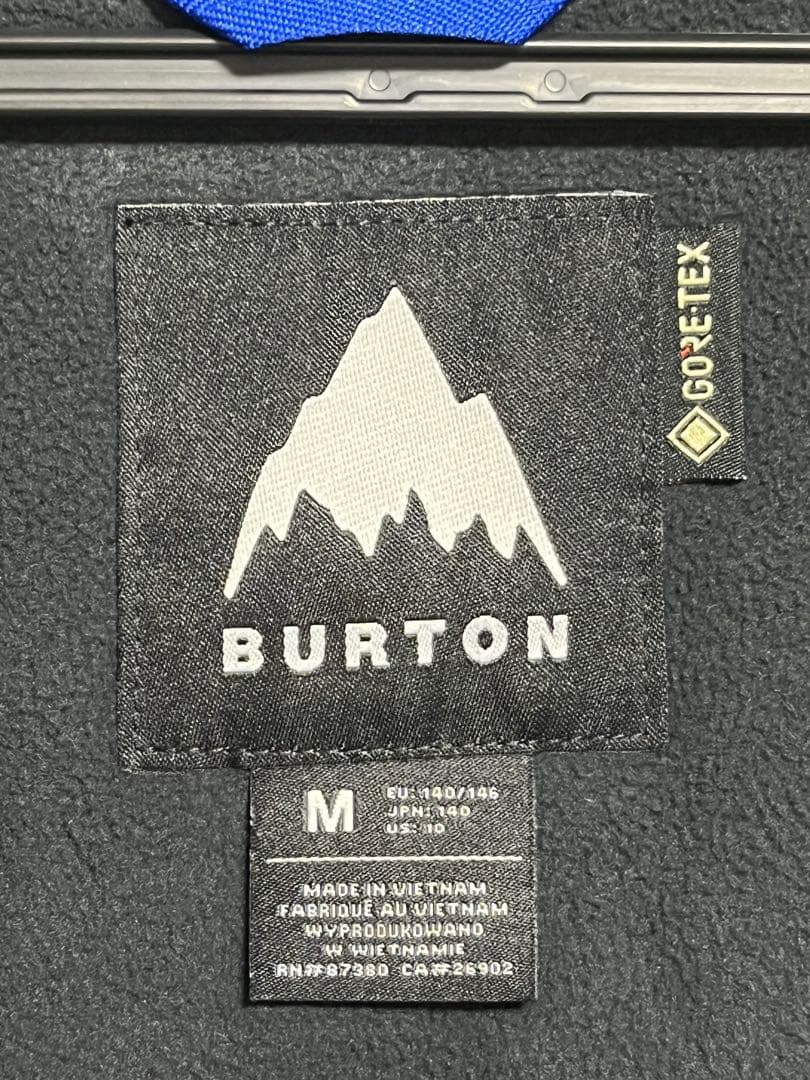 GORE-TEX
BURTON
M
EU: 140/146
JPN: 140
US: 10
MADE IN VIETNAM
FABRIQUÉ AU VIETNAM
WYPRODUKOWANO
W WIETNAMIE
RN#87380 CA#26902